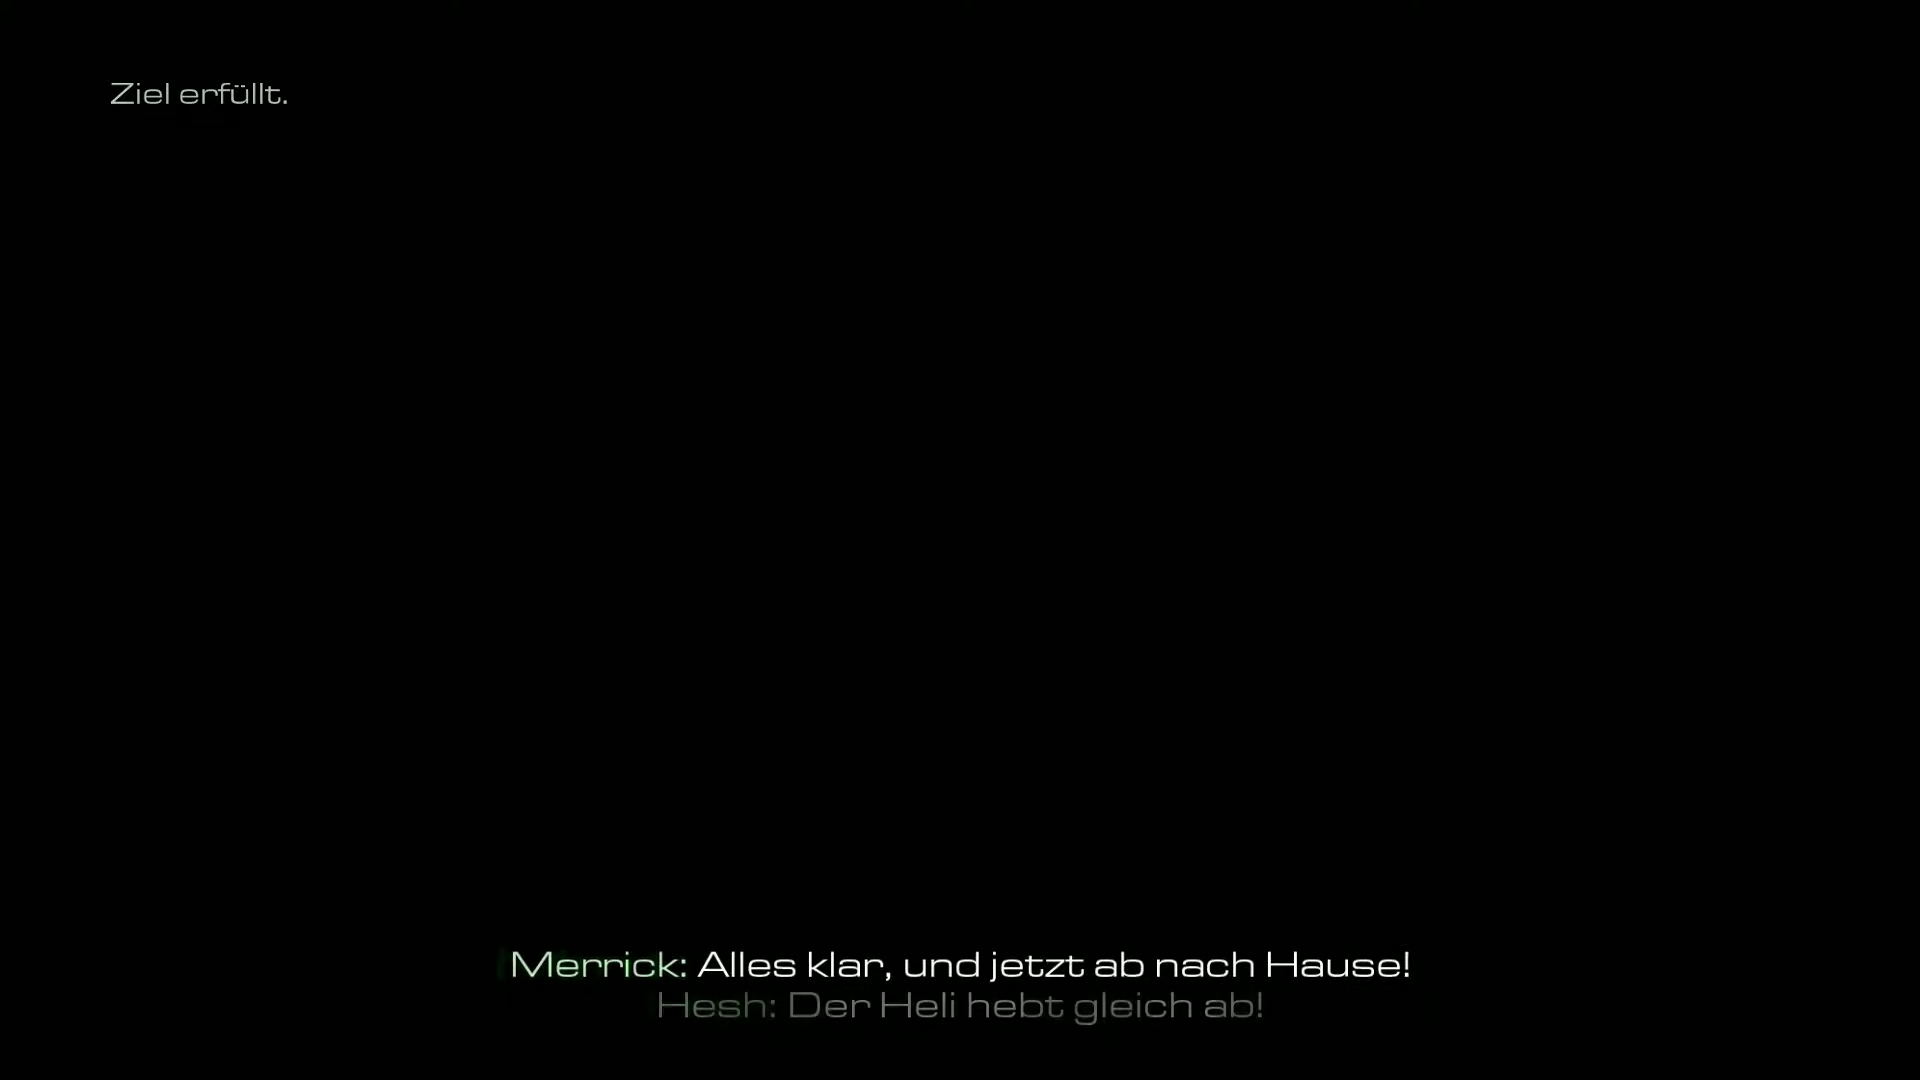 Ziel erfüllt.
Merrick: Alles klar, und jetzt ab nach Hause!
Hesh: Der Heli hebt gleich ab!